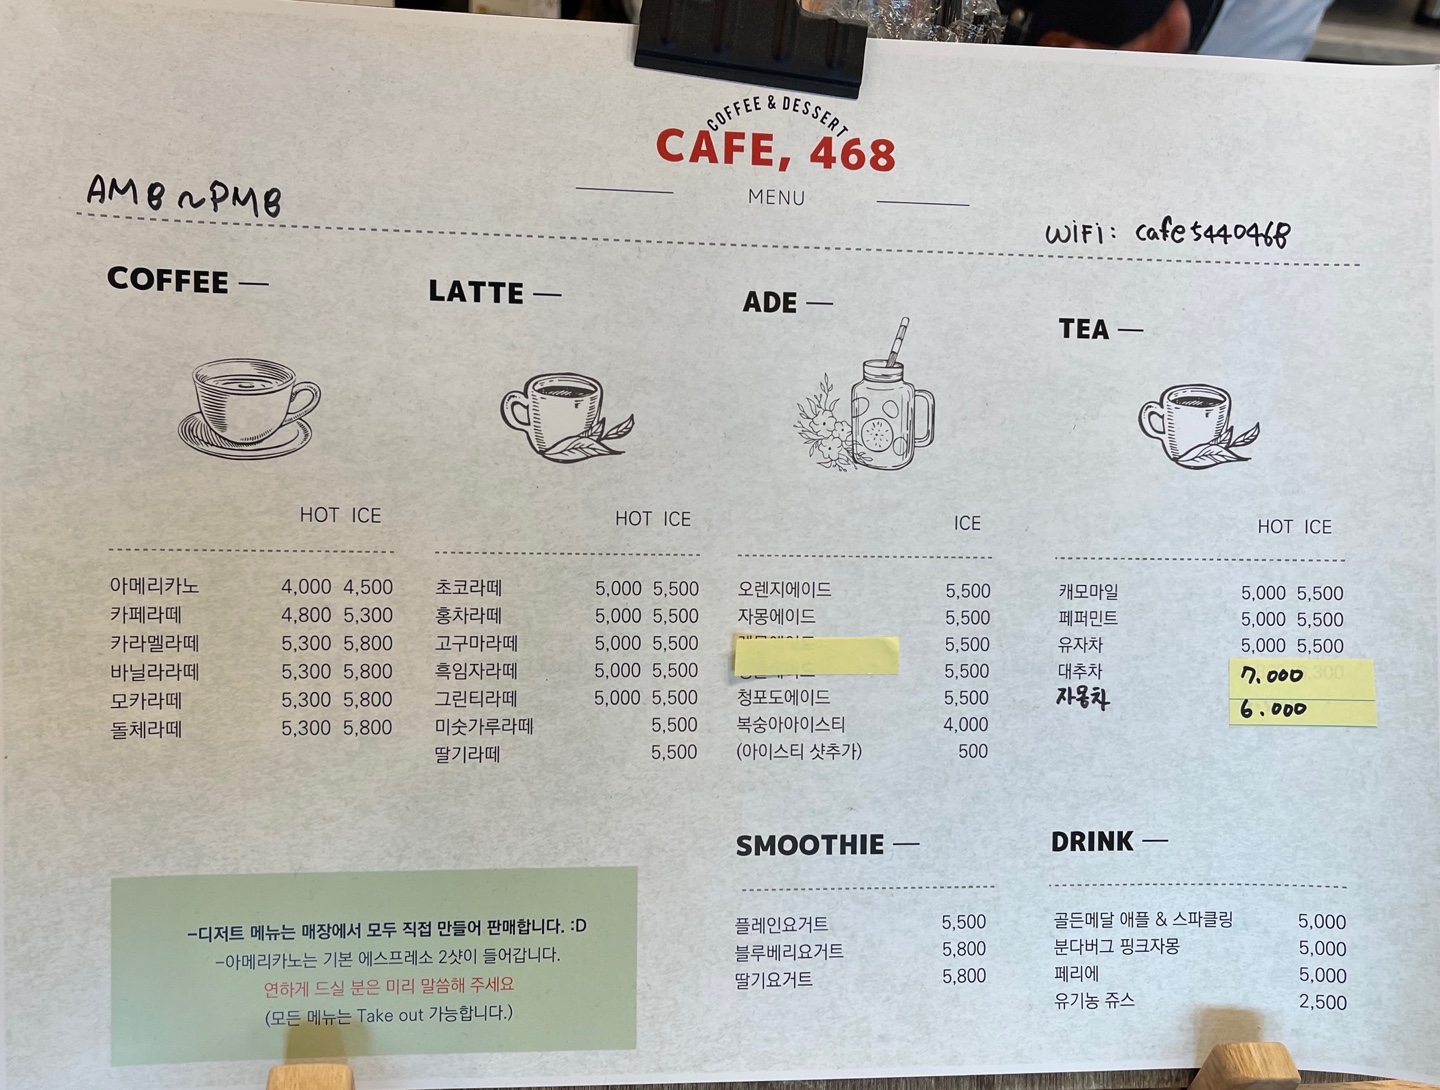 COFFEE & DESSERT
CAFE, 468
MENU
AM 8 ~ PM 8
WiFi: cafe5440468
COFFEE —
HOT ICE
아메리카노 4,000 4,500
카페라떼 4,800 5,300
카라멜라떼 5,300 5,800
바닐라라떼 5,300 5,800
모카라떼 5,300 5,800
돌체라떼 5,300 5,800
LATTE —
HOT ICE
초코라떼 5,000 5,500
홍차라떼 5,000 5,500
고구마라떼 5,000 5,500
흑임자라떼 5,000 5,500
그린티라떼 5,000 5,500
미숫가루라떼 5,500
딸기라떼 5,500
ADE —
ICE
오렌지에이드 5,500
자몽에이드 5,500
5,500
5,500
청포도에이드 5,500
복숭아아이스티 4,000
(아이스티 샷추가) 500
TEA —
HOT ICE
캐모마일 5,000 5,500
페퍼민트 5,000 5,500
유자차 5,000 5,500
대추차 7.000
자몽차 6.000
SMOOTHIE —
플레인요거트 5,500
블루베리요거트 5,800
딸기요거트 5,800
DRINK —
골든메달 애플 & 스파클링 5,000
분다버그 핑크자몽 5,000
페리에 5,000
유기농 쥬스 2,500
-디저트 메뉴는 매장에서 모두 직접 만들어 판매합니다. :D
-아메리카노는 기본 에스프레소 2샷이 들어갑니다.
연하게 드실 분은 미리 말씀해 주세요
(모든 메뉴는 Take out 가능합니다.)